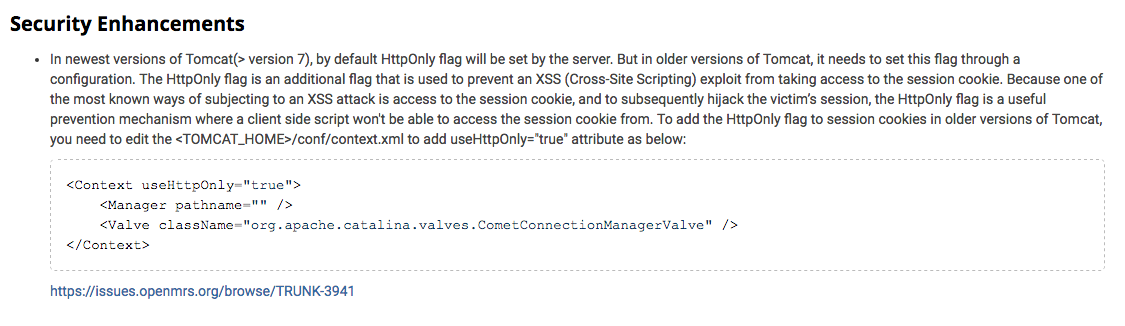 Security Enhancements
• In newest versions of Tomcat(> version 7), by default HttpOnly flag will be set by the server. But in older versions of Tomcat, it needs to set this flag through a
configuration. The HttpOnly flag is an additional flag that is used to prevent an XSS (Cross-Site Scripting) exploit from taking access to the session cookie. Because one of
the most known ways of subjecting to an XSS attack is access to the session cookie, and to subsequently hijack the victim's session, the HttpOnly flag is a useful
prevention mechanism where a client side script won't be able to access the session cookie from. To add the HttpOnly flag to session cookies in older versions of Tomcat,
you need to edit the <TOMCAT_HOME>/conf/context.xml to add useHttpOnly="true" attribute as below:
<Context useHttpOnly="true">
    <Manager pathname="" />
    <Valve className="org.apache.catalina.valves.CometConnectionManagerValve" />
</Context>
https://issues.openmrs.org/browse/TRUNK-3941